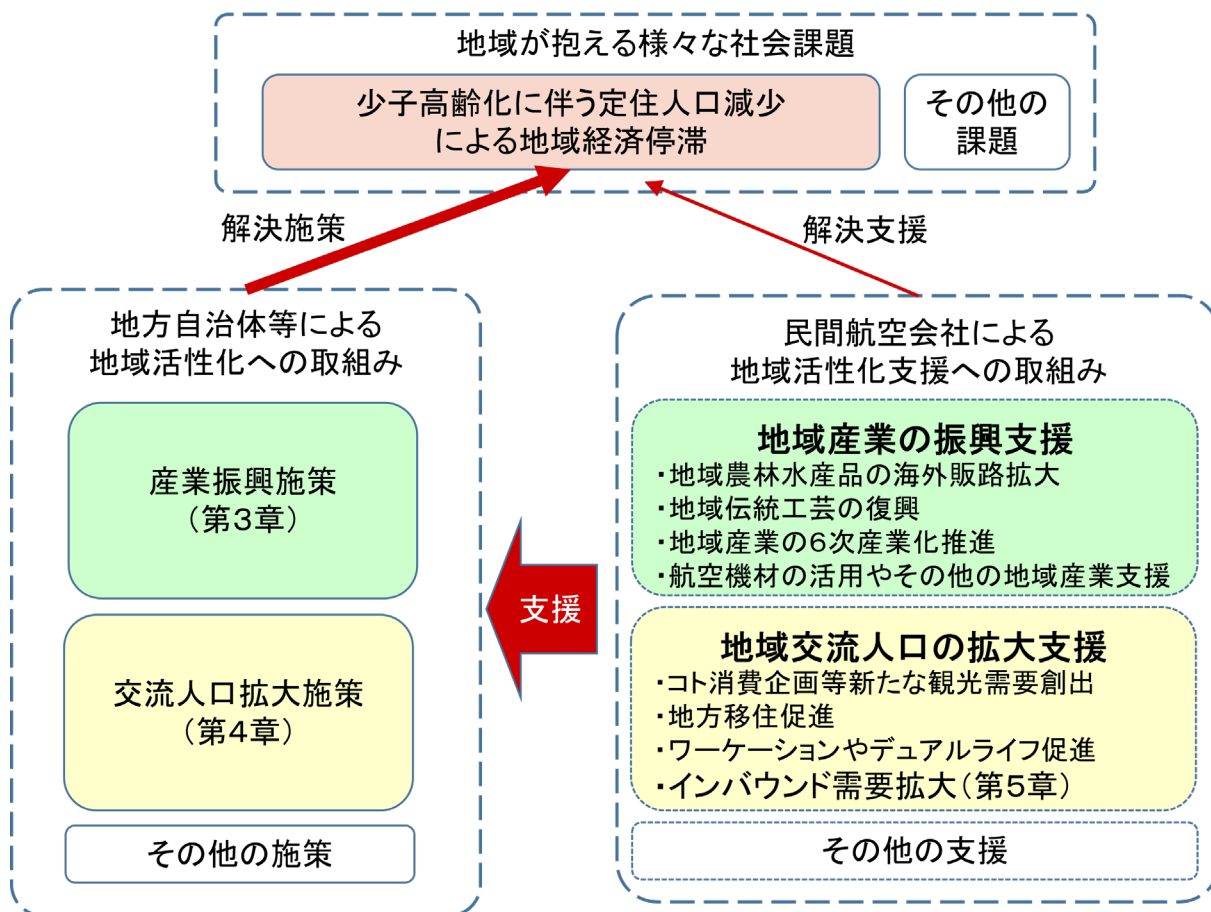 地域が抱える様々な社会課題
少子高齢化に伴う定住人口減少
による地域経済停滞
その他の
課題
解決施策
解決支援
地方自治体等による
地域活性化への取組み
産業振興施策
（第３章）
交流人口拡大施策
（第４章）
その他の施策
支援
民間航空会社による
地域活性化支援への取組み
地域産業の振興支援
・地域農林水産品の海外販路拡大
・地域伝統工芸の復興
・地域産業の６次産業化推進
・航空機材の活用やその他の地域産業支援
地域交流人口の拡大支援
・コト消費企画等新たな観光需要創出
・地方移住促進
・ワーケーションやデュアルライフ促進
・インバウンド需要拡大（第５章）
その他の支援